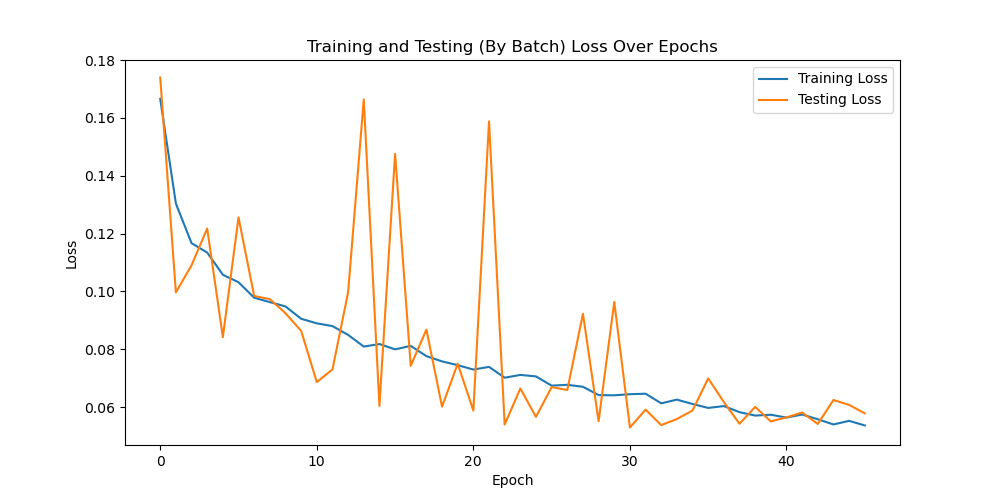 Training and Testing (By Batch) Loss Over Epochs
Training Loss
Testing Loss
Loss
0.18
0.16
0.14
0.12
0.10
0.08
0.06
0 10 20 30 40
Epoch